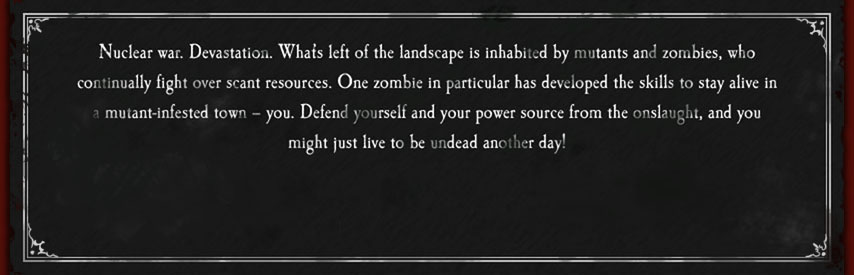 Nuclear war. Devastation. What's left of the landscape is inhabited by mutants and zombies, who
continually fight over scant resources. One zombie in particular has developed the skills to stay alive in
a mutant-infested town – you. Defend yourself and your power source from the onslaught, and you
might just live to be undead another day!